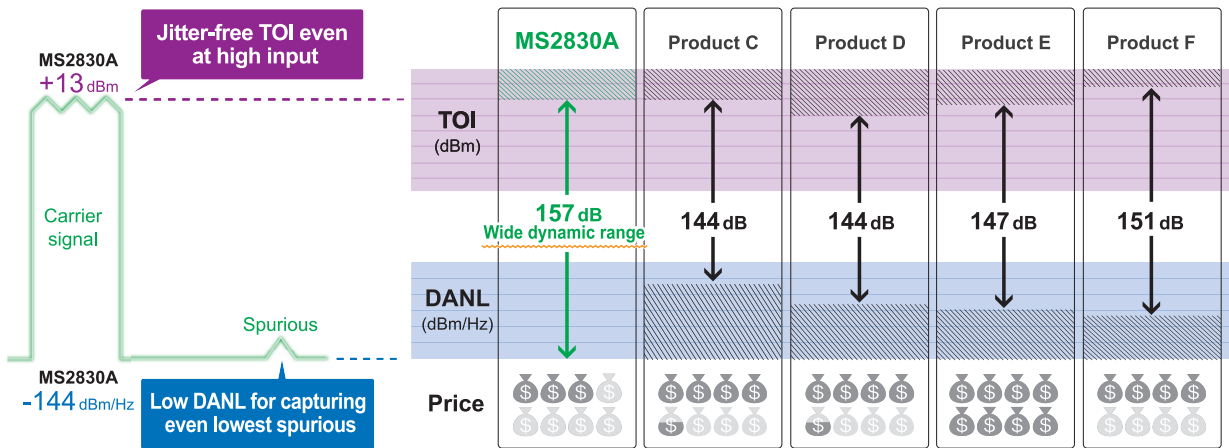 Jitter-free TOI even
at high input
MS2830A
+13 dBm
Carrier
signal
Spurious
MS2830A
-144 dBm/Hz
Low DANL for capturing
even lowest spurious
MS2830A
Product C
Product D
Product E
Product F
TOI
(dBm)
157 dB
Wide dynamic range
144 dB
144 dB
147 dB
151 dB
DANL
(dBm/Hz)
Price
$ $ $ $ $ $ $ $ $ $ $ $ $ $ $ $ $ $ $ $
$ $ $ $ $ $ $ $ $ $ $ $ $ $ $ $ $ $ $ $